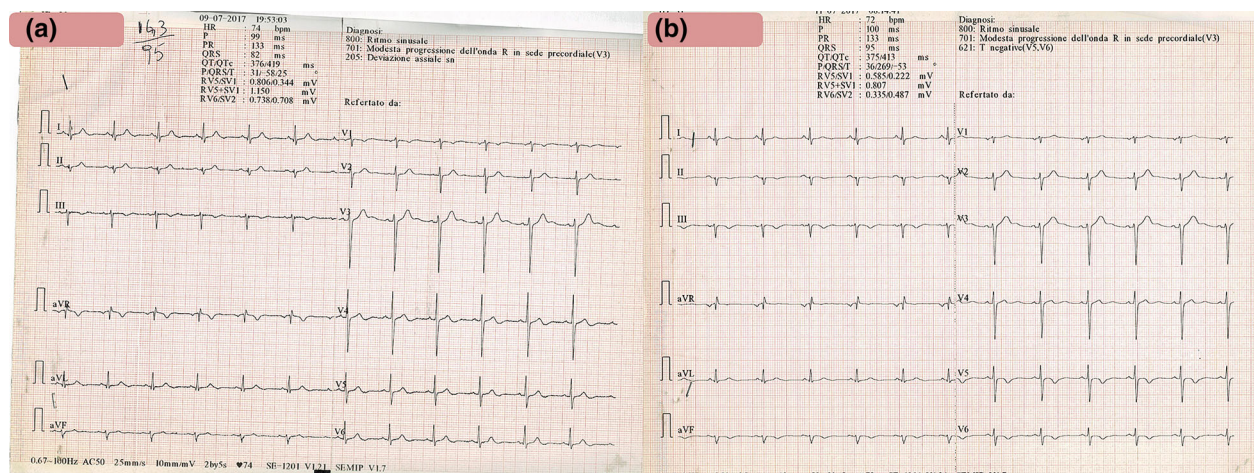 (a)
163
95
09-07-2017 19:53:03
HR : 74 bpm
P : 99 ms
PR : 133 ms
QRS : 82 ms
QT/QTc : 376/419 ms
P/QRS/T : 31/-58/25 °
RV5/SV1 : 0.806/0.344 mV
RV5+SV1 : 1.150 mV
RV6/SV2 : 0.738/0.708 mV
Diagnosi:
800: Ritmo sinusale
701: Modesta progressione dell'onda R in sede precordiale(V3)
205: Deviazione assiale sn
Refertato da:
I
II
III
aVR
aVL
aVF
V1
V2
V3
V4
V5
V6
0.67~100Hz AC50 25mm/s 10mm/mV 2by5s ♥74 SE-1201 V1.21 SEMIP V1.7
(b)
HR : 72 bpm
P : 100 ms
PR : 133 ms
QRS : 95 ms
QT/QTc : 375/413 ms
P/QRS/T : 36/269/-53 °
RV5/SV1 : 0.585/0.222 mV
RV5+SV1 : 0.807 mV
RV6/SV2 : 0.335/0.487 mV
Diagnosi:
800: Ritmo sinusale
701: Modesta progressione dell'onda R in sede precordiale(V3)
621: T negative(V5,V6)
Refertato da:
I
II
III
aVR
aVL
aVF
V1
V2
V3
V4
V5
V6